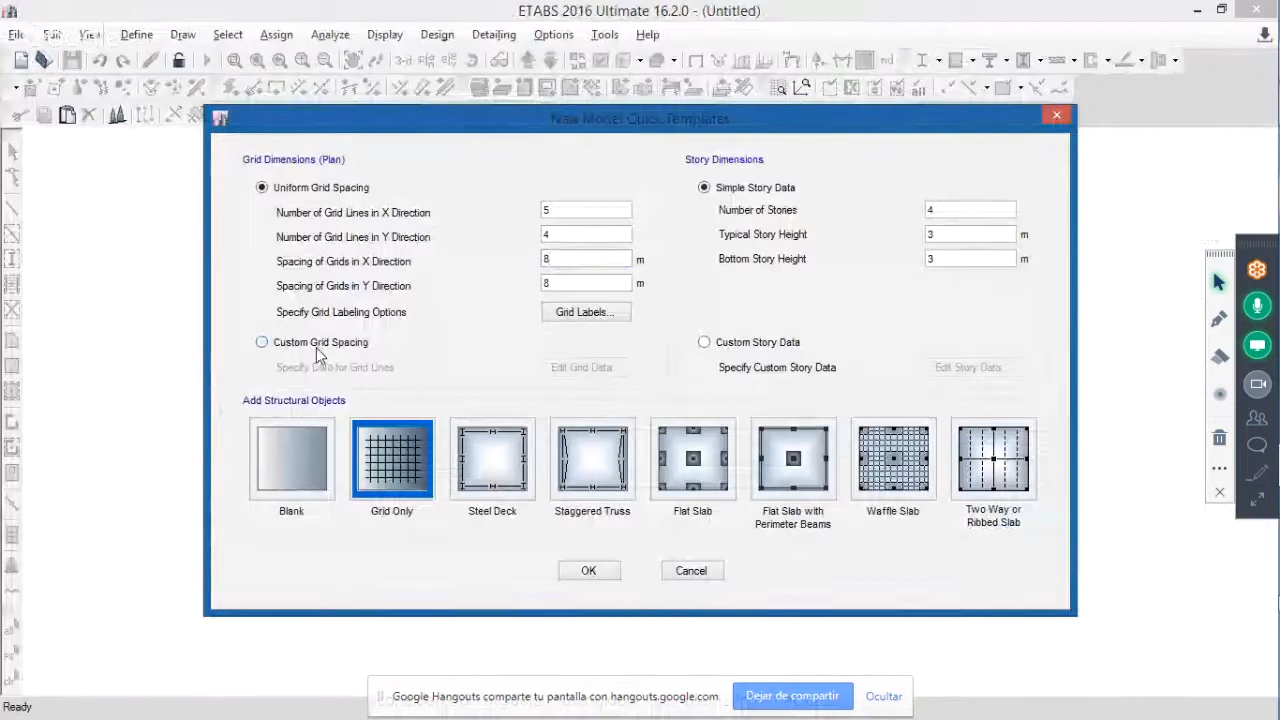 ETABS 2016 Ultimate 16.2.0 - (Untitled)
File Edit View Define Draw Select Assign Analyze Display Design Detailing Options Tools Help
New Model Quick Templates
Grid Dimensions (Plan)
Story Dimensions
Uniform Grid Spacing
Simple Story Data
Number of Grid Lines in X Direction 5
Number of Stories 4
Number of Grid Lines in Y Direction 4
Typical Story Height 3 m
Spacing of Grids in X Direction 8 m
Bottom Story Height 3 m
Spacing of Grids in Y Direction 8 m
Specify Grid Labeling Options Grid Labels...
Custom Grid Spacing
Custom Story Data
Specify Data for Grid Lines Edit Grid Data
Specify Custom Story Data Edit Story Data
Add Structural Objects
Blank
Grid Only
Steel Deck
Staggered Truss
Flat Slab
Flat Slab with
Perimeter Beams
Waffle Slab
Two Way or
Ribbed Slab
OK Cancel
Google Hangouts comparte tu pantalla con hangouts.google.com. Dejar de compartir Ocultar
Ready